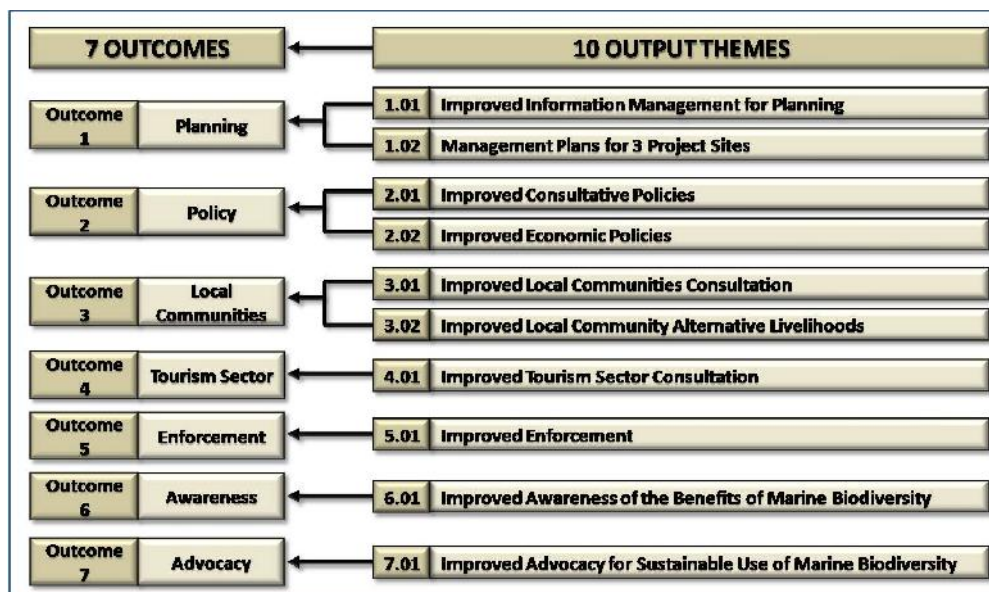 7 OUTCOMES
10 OUTPUT THEMES
Outcome
1
Planning
1.01 Improved Information Management for Planning
1.02 Management Plans for 3 Project Sites
Outcome
2
Policy
2.01 Improved Consultative Policies
2.02 Improved Economic Policies
Outcome
3
Local
Communities
3.01 Improved Local Communities Consultation
3.02 Improved Local Community Alternative Livelihoods
Outcome
4
Tourism Sector
4.01 Improved Tourism Sector Consultation
Outcome
5
Enforcement
5.01 Improved Enforcement
Outcome
6
Awareness
6.01 Improved Awareness of the Benefits of Marine Biodiversity
Outcome
7
Advocacy
7.01 Improved Advocacy for Sustainable Use of Marine Biodiversity